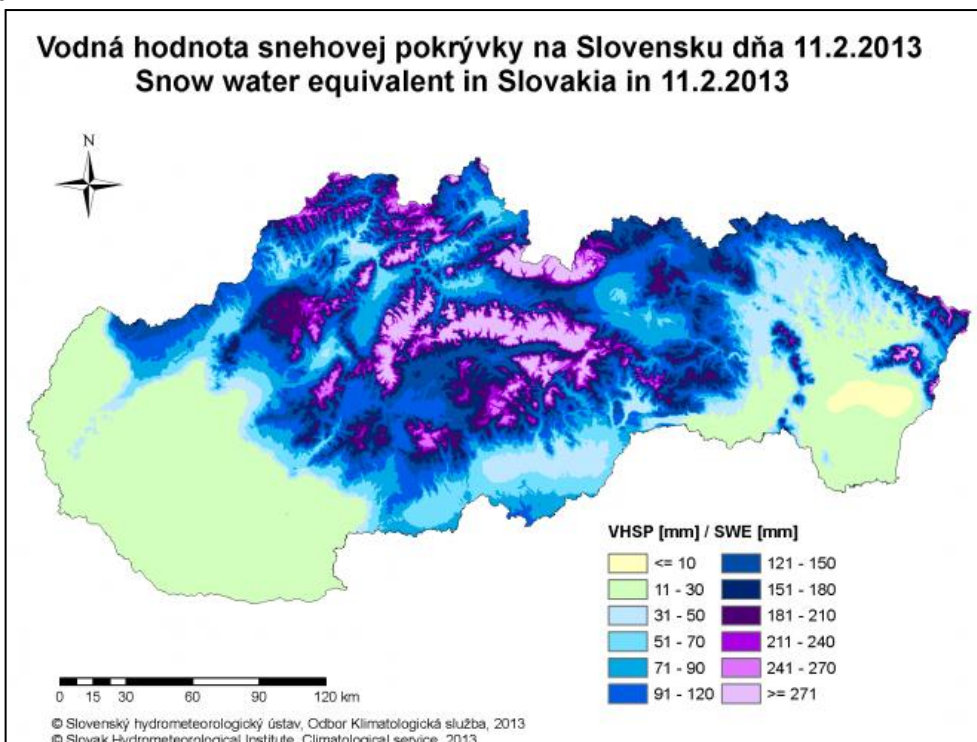 Vodná hodnota snehovej pokrývky na Slovensku dňa 11.2.2013
Snow water equivalent in Slovakia in 11.2.2013
N
VHSP [mm] / SWE [mm]
<= 10
11 - 30
31 - 50
51 - 70
71 - 90
91 - 120
121 - 150
151 - 180
181 - 210
211 - 240
241 - 270
>= 271
0 15 30 60 90 120 km
© Slovenský hydrometeorologický ústav, Odbor Klimatologická služba, 2013
© Slovak Hydrometeorological Institute, Climatological service, 2013